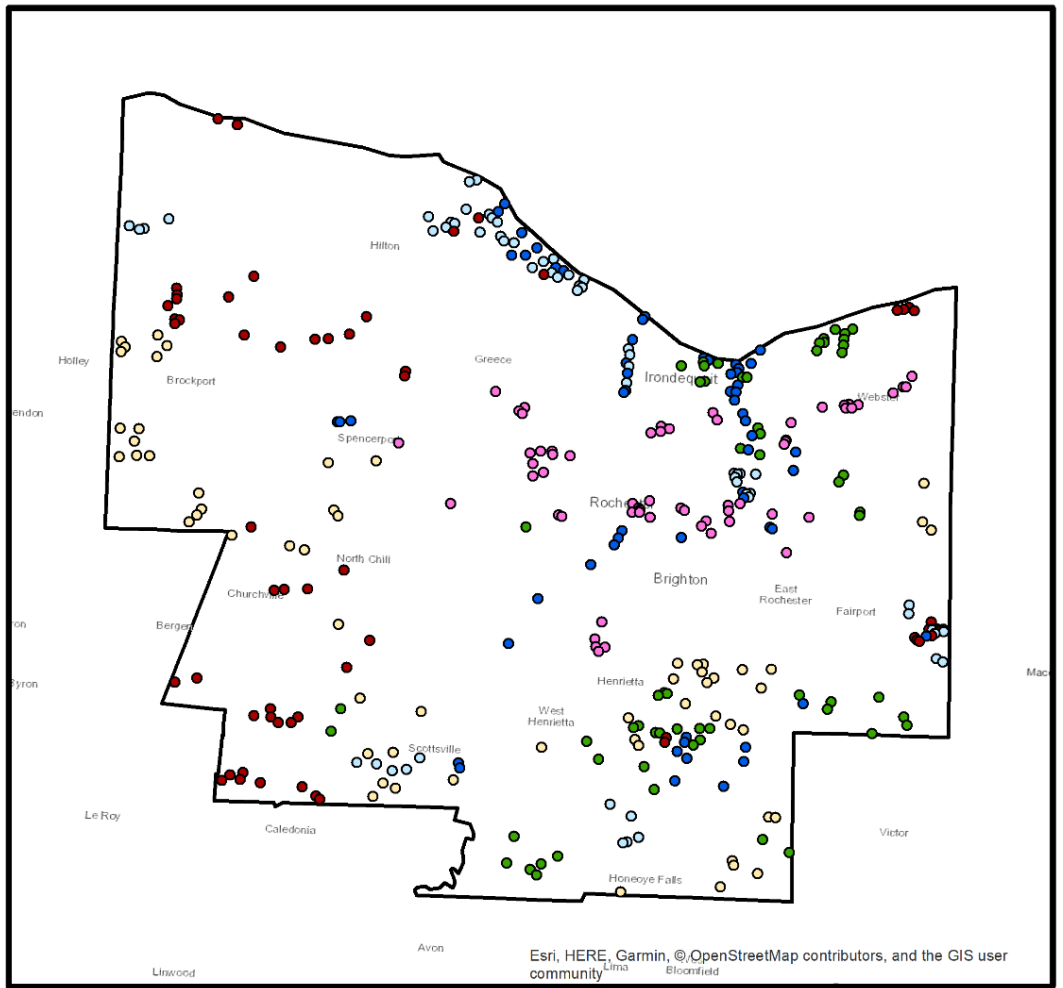 Hilton
Greece
Holley
Brockport
Irondequoit
Webster
endon
Spencerport
Rochester
North Chili
Brighton
East
Rochester
Churchville
Fairport
Bergen
ron
Byron
Henrietta
Mac
West
Henrietta
Scottsville
Le Roy
Caledonia
Victor
Honeoye Falls
Avon
Esri, HERE, Garmin, © OpenStreetMap contributors, and the GIS user
community
Lima
Bloomfield
Linwood